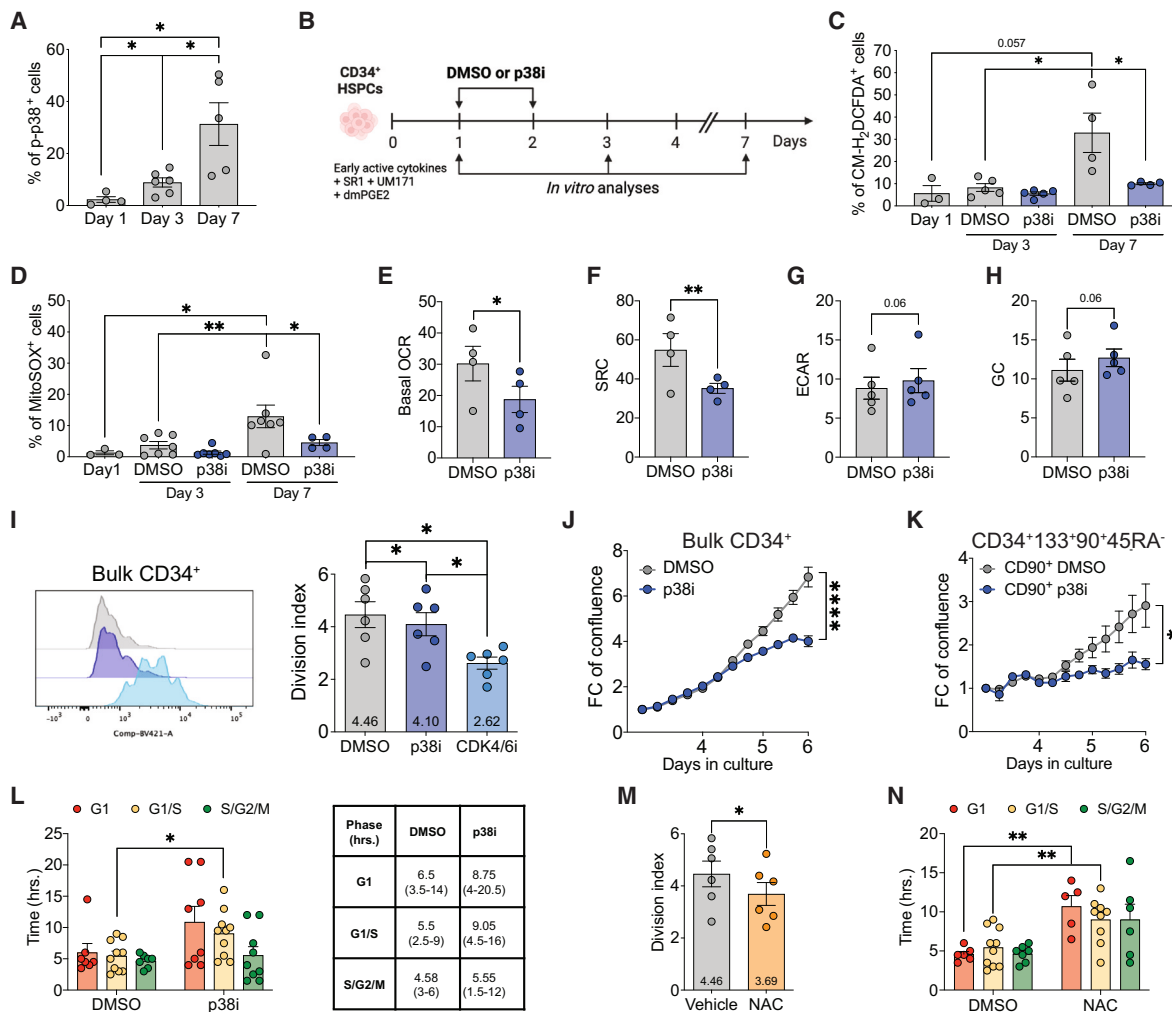 A
% of p-p38+ cells
60
40
20
0
*
*
*
Day 1
Day 3
Day 7
B
CD34+
HSPCs
DMSO or p38i
0
1
2
3
4
7
Days
Early active cytokines
+ SR1 + UM171
+ dmPGE2
In vitro analyses
C
% of CM-H2DCFDA+ cells
70
60
50
40
30
20
10
0
0.057
*
*
Day 1
DMSO
p38i
DMSO
p38i
Day 3
Day 7
D
% of MitoSOX+ cells
50
40
30
20
10
0
*
**
*
Day1
DMSO
p38i
DMSO
p38i
Day 3
Day 7
E
Basal OCR
50
40
30
20
10
0
*
DMSO
p38i
F
SRC
80
60
40
20
0
**
DMSO
p38i
G
ECAR
20
15
10
5
0
0.06
DMSO
p38i
H
GC
20
15
10
5
0
0.06
DMSO
p38i
I
Bulk CD34+
-103
0
103
104
105
Comp-BV421-A
Division index
6
4
2
0
*
*
*
4.46
4.10
2.62
DMSO
p38i
CDK4/6i
J
Bulk CD34+
DMSO
p38i
FC of confluence
8
6
4
2
0
****
4
5
6
Days in culture
K
CD34+133+90+45RA-
CD90+ DMSO
CD90+ p38i
FC of confluence
4
3
2
1
0
*
4
5
6
Days in culture
L
G1
G1/S
S/G2/M
Time (hrs.)
30
25
20
15
10
5
0
*
DMSO
p38i
Phase (hrs.)
DMSO
p38i
G1
6.5 (3.5-14)
8.75 (4-20.5)
G1/S
5.5 (2.5-9)
9.05 (4.5-16)
S/G2/M
4.58 (3-6)
5.55 (1.5-12)
M
Division index
6
4
2
0
*
4.46
3.69
Vehicle
NAC
N
G1
G1/S
S/G2/M
Time (hrs.)
20
15
10
5
0
**
**
DMSO
NAC